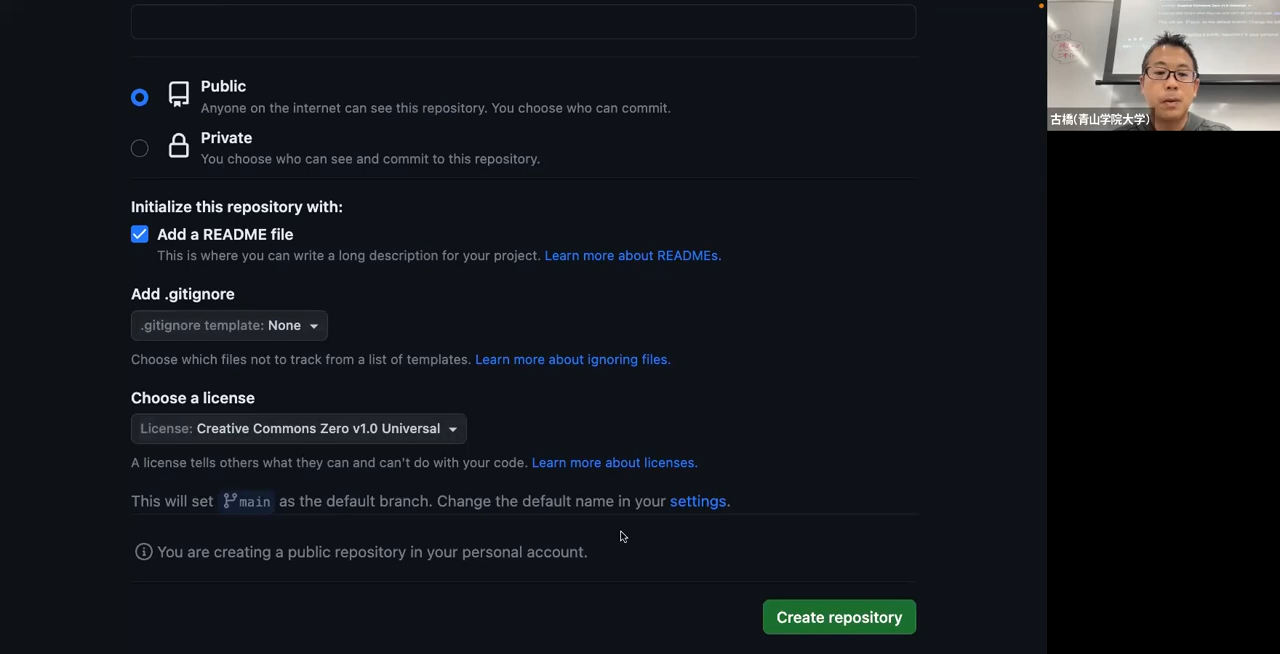 Public
Anyone on the internet can see this repository. You choose who can commit.
Private
You choose who can see and commit to this repository.
Initialize this repository with:
Add a README file
This is where you can write a long description for your project. Learn more about READMEs.
Add .gitignore
.gitignore template: None
Choose which files not to track from a list of templates. Learn more about ignoring files.
Choose a license
License: Creative Commons Zero v1.0 Universal
A license tells others what they can and can't do with your code. Learn more about licenses.
This will set main as the default branch. Change the default name in your settings.
You are creating a public repository in your personal account.
Create repository
古橋(青山学院大学)